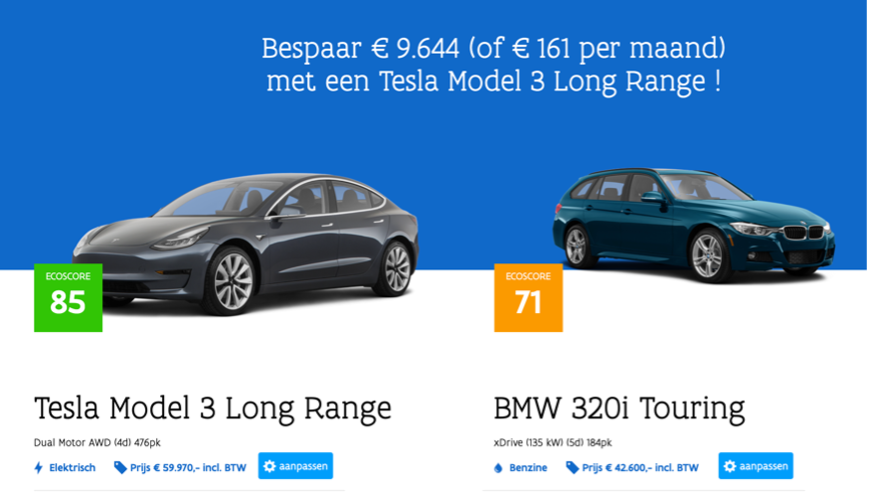 Bespaar € 9.644 (of € 161 per maand)
met een Tesla Model 3 Long Range !
ECOSCORE
85
ECOSCORE
71
Tesla Model 3 Long Range
Dual Motor AWD (4d) 476pk
Elektrisch Prijs € 59.970,- incl. BTW aanpassen
BMW 320i Touring
xDrive (135 kW) (5d) 184pk
Benzine Prijs € 42.600,- incl. BTW aanpassen